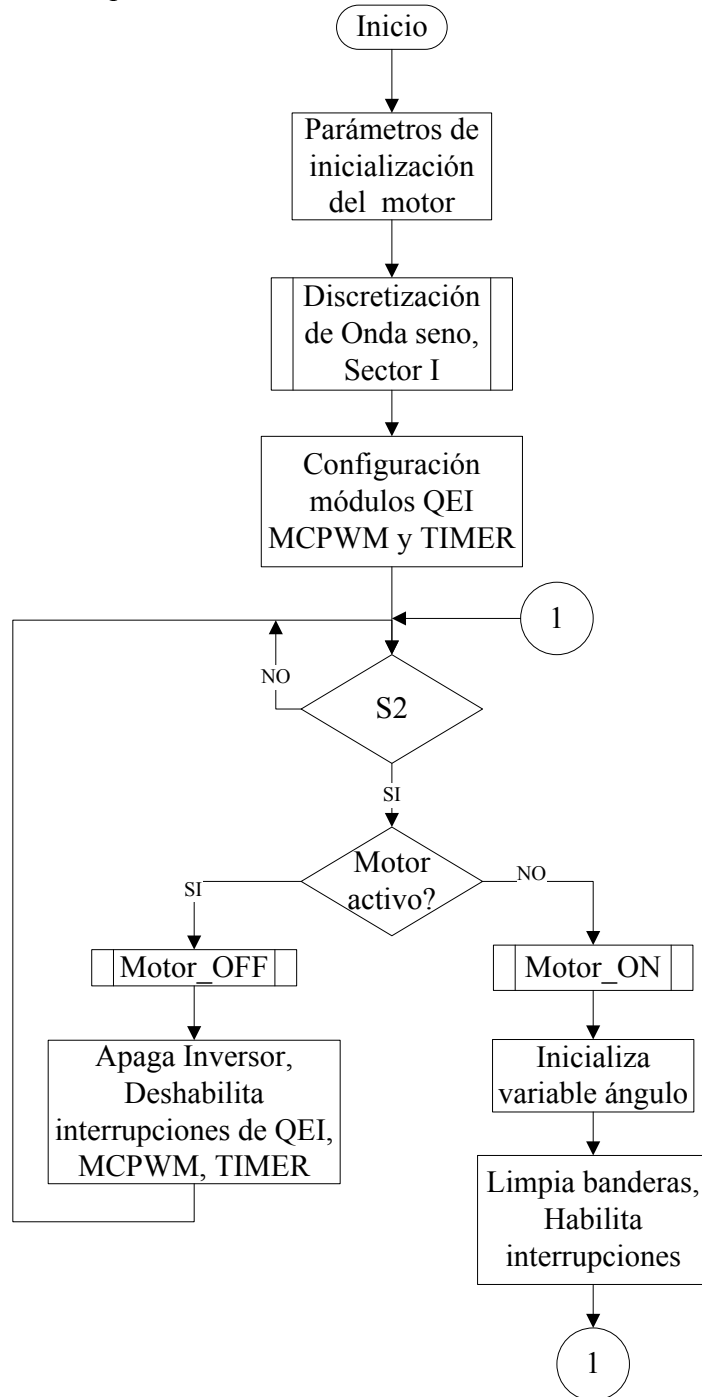 Inicio
Parámetros de
inicialización
del motor
Discretización
de Onda seno,
Sector I
Configuración
módulos QEI
MCPWM y TIMER
1
NO
S2
SI
Motor
activo?
SI
NO
Motor_OFF
Motor_ON
Apaga Inversor,
Deshabilita
interrupciones de QEI,
MCPWM, TIMER
Inicializa
variable ángulo
Limpia banderas,
Habilita
interrupciones
1